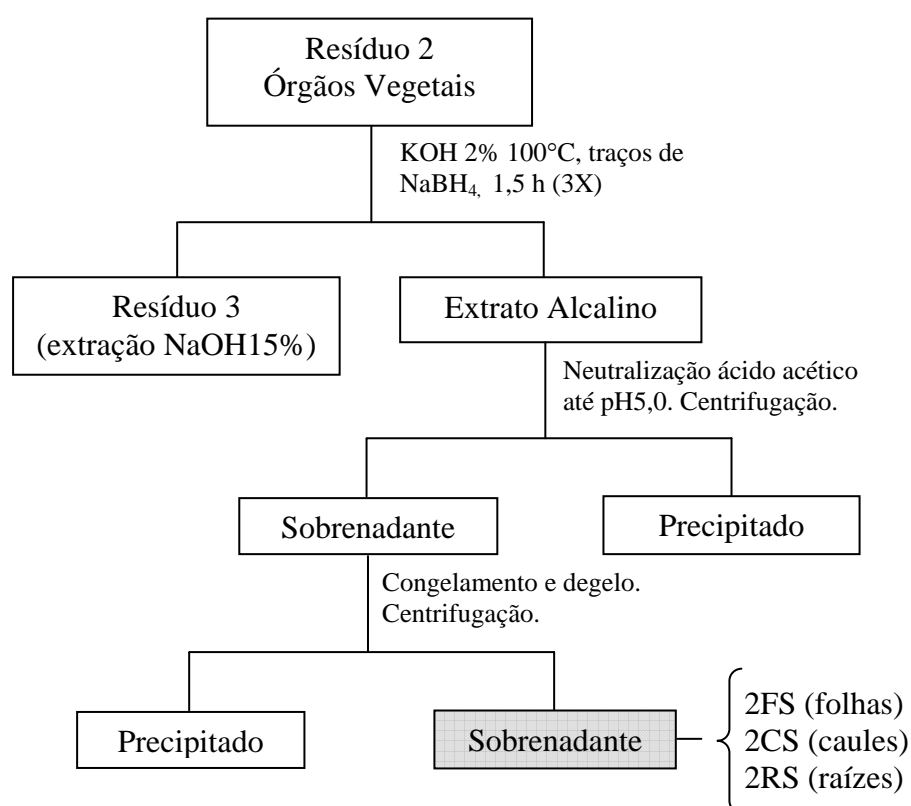 Resíduo 2
Órgãos Vegetais
KOH 2% 100°C, traços de
NaBH₄, 1,5 h (3X)
Resíduo 3
(extração NaOH15%)
Extrato Alcalino
Neutralização ácido acético
até pH5,0. Centrifugação.
Sobrenadante
Precipitado
Congelamento e degelo.
Centrifugação.
Precipitado
Sobrenadante
2FS (folhas)
2CS (caules)
2RS (raízes)